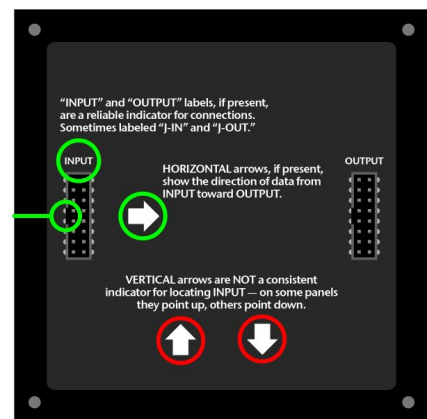 “INPUT” and “OUTPUT” labels, if present,
are a reliable indicator for connections.
Sometimes labeled “J-IN” and “J-OUT.”
INPUT
OUTPUT
HORIZONTAL arrows, if present,
show the direction of data from
INPUT toward OUTPUT.
VERTICAL arrows are NOT a consistent
indicator for locating INPUT — on some panels
they point up, others point down.